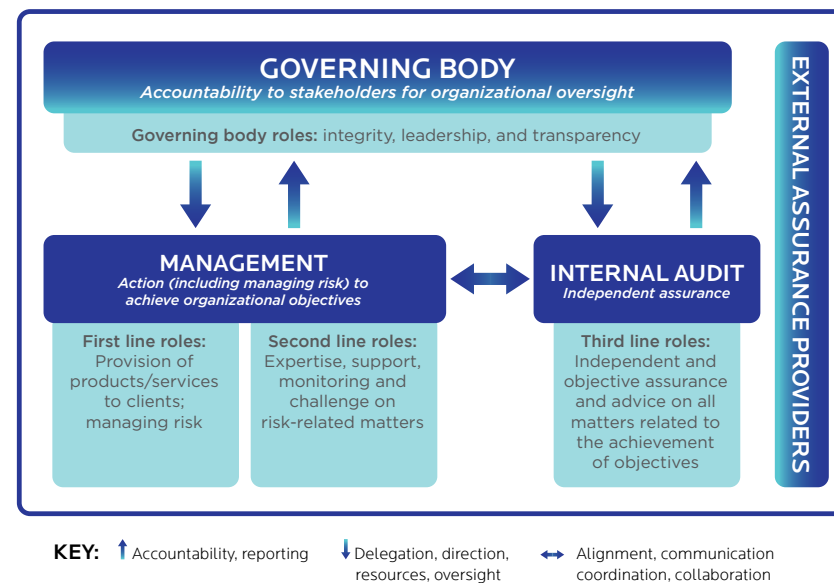 GOVERNING BODY
Accountability to stakeholders for organizational oversight
Governing body roles: integrity, leadership, and transparency
MANAGEMENT
Action (including managing risk) to
achieve organizational objectives
First line roles:
Provision of
products/services
to clients;
managing risk
Second line roles:
Expertise, support,
monitoring and
challenge on
risk-related matters
INTERNAL AUDIT
Independent assurance
Third line roles:
Independent and
objective assurance
and advice on all
matters related to
the achievement
of objectives
EXTERNAL ASSURANCE PROVIDERS
KEY:
Accountability, reporting
Delegation, direction,
resources, oversight
Alignment, communication
coordination, collaboration